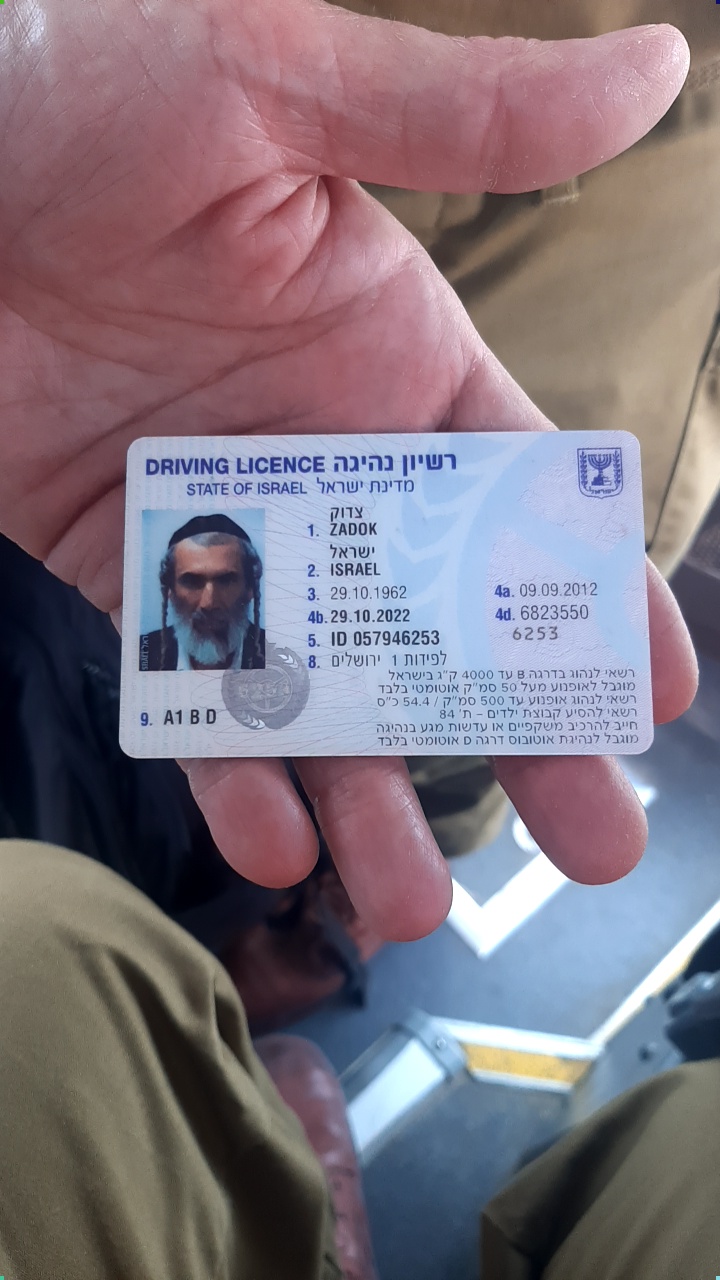 DRIVING LICENCE רשיון נהיגה
STATE OF ISRAEL מדינת ישראל
צדוק
1. ZADOK
ישראל
2. ISRAEL
3. 29.10.1962
4a. 09.09.2012
4b. 29.10.2022
4d. 6823550
5. ID 057946253
6253
8. לפידות 1 ירושלים
9. A1 B D
רשאי לנהוג בדרגה B עד 4000 ק"ג בישראל
מוגבל לאופנוע מעל 50 סמ"ק אוטומטי בלבד
רשאי לנהוג אופנוע עד 500 סמ"ק / 54.4 כ"ס
רשאי להסיע קבוצת ילדים - ת' 84
חייב להרכיב משקפיים או עדשות מגע בנהיגה
מוגבל לנהיגת אוטובוס דרגה D אוטומטי בלבד